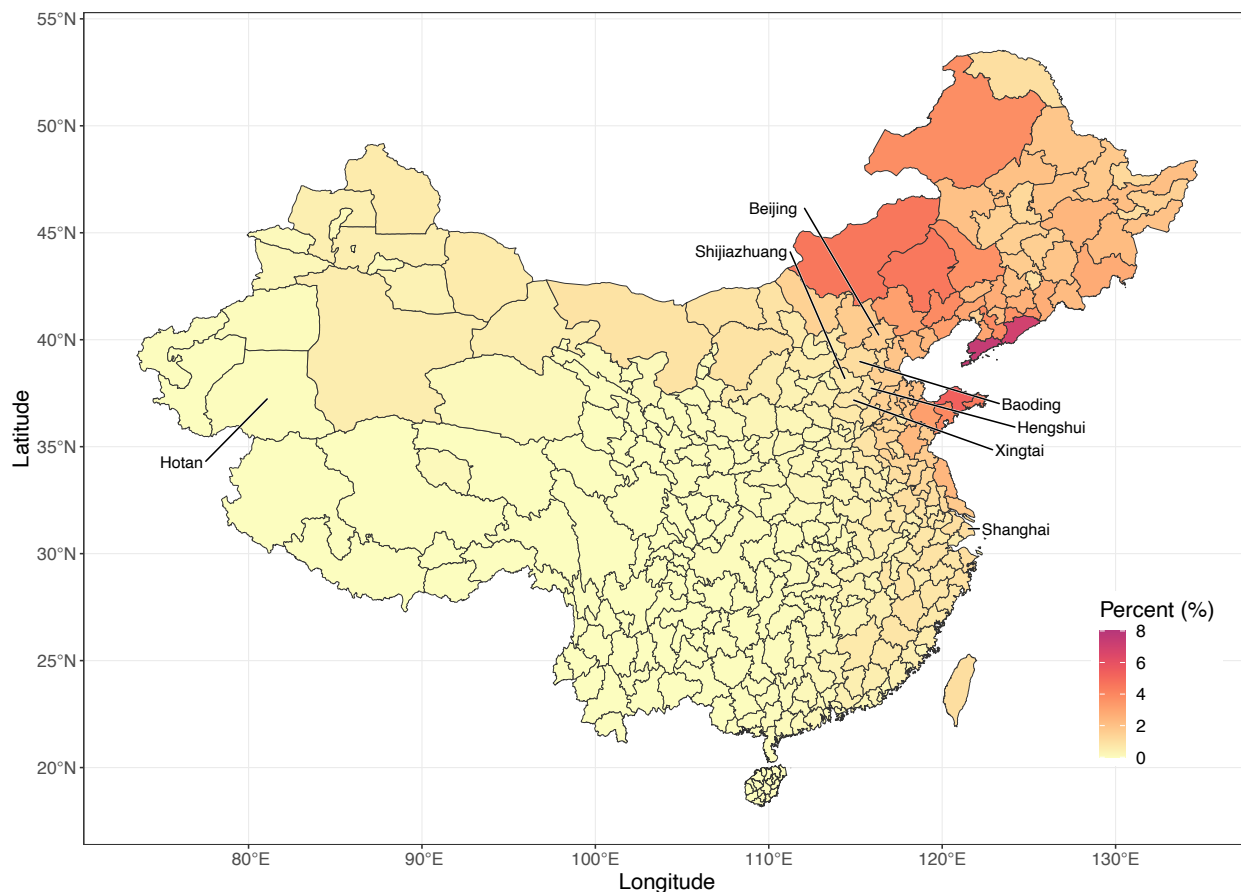 55°N
50°N
45°N
40°N
35°N
30°N
25°N
20°N
Latitude
Beijing
Shijiazhuang
Baoding
Hengshui
Xingtai
Hotan
Shanghai
Percent (%)
8
6
4
2
0
80°E
90°E
100°E
110°E
120°E
130°E
Longitude